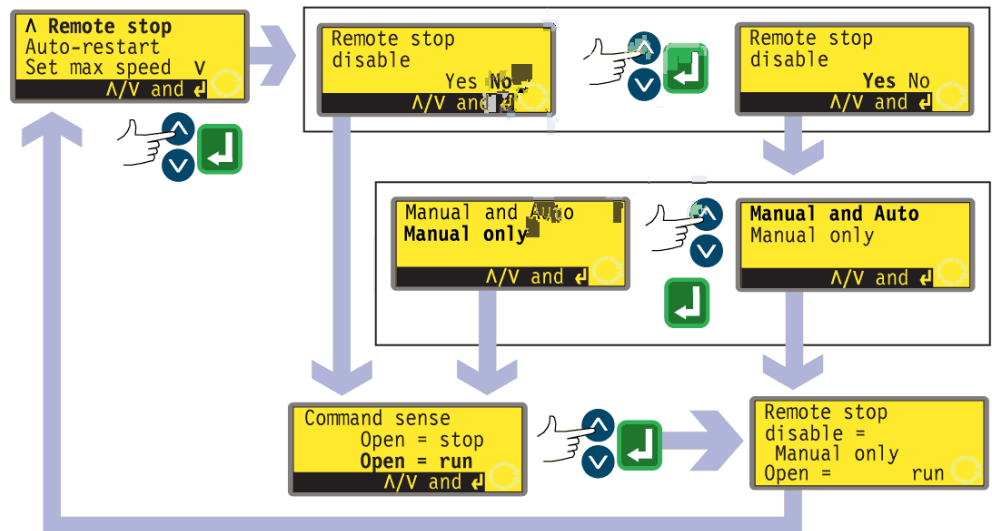 ∧ Remote stop
Auto-restart
Set max speed ∨
∧/∨ and ↵
Remote stop
disable
Yes No
∧/∨ and ↵
Remote stop
disable
Yes No
∧/∨ and ↵
Manual and
Manual only
∧/∨ and ↵
Manual and Auto
Manual only
∧/∨ and ↵
Command sense
Open = stop
Open = run
∧/∨ and ↵
Remote stop
disable =
Manual only
Open = run